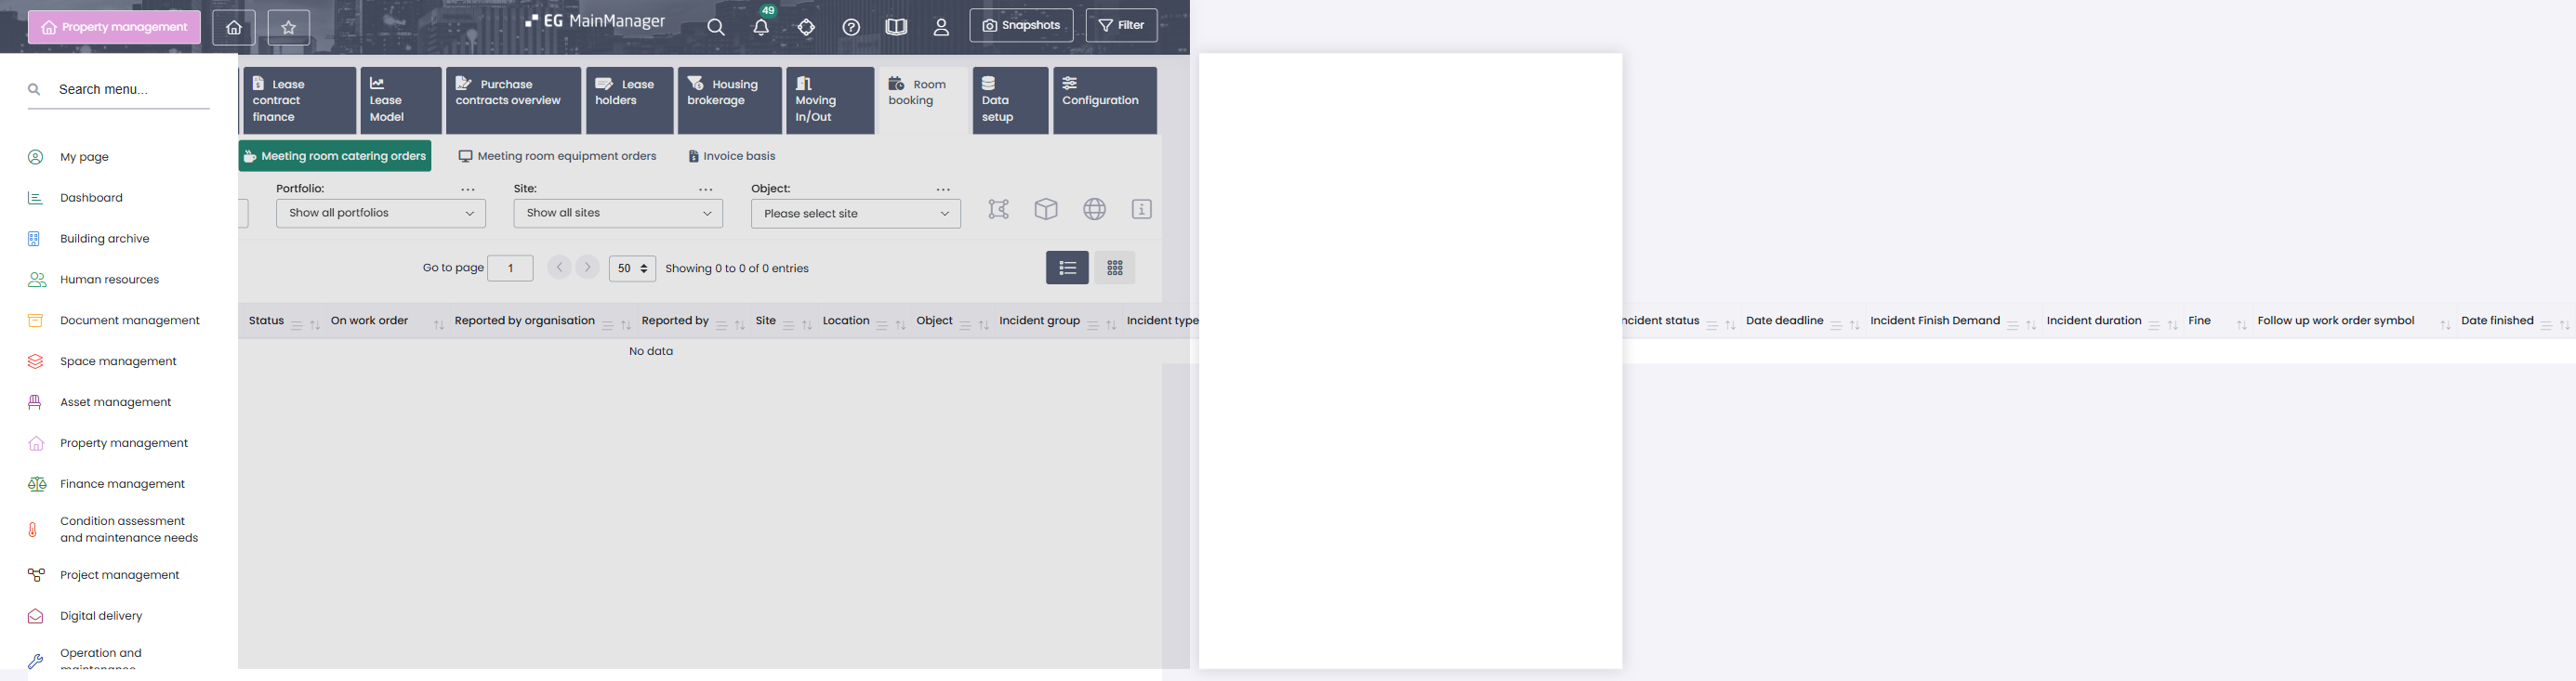 Property management
EG MainManager
49
Snapshots
Filter
Search menu...
My page
Dashboard
Building archive
Human resources
Document management
Space management
Asset management
Property management
Finance management
Condition assessment
and maintenance needs
Project management
Digital delivery
Operation and
Lease
contract
finance
Lease
Model
Purchase
contracts overview
Lease
holders
Housing
brokerage
Moving
In/Out
Room
booking
Data
setup
Configuration
Meeting room catering orders
Meeting room equipment orders
Invoice basis
Portfolio:
Show all portfolios
Site:
Show all sites
Object:
Please select site
Go to page 1
50
Showing 0 to 0 of 0 entries
Status On work order Reported by organisation Reported by Site Location Object Incident group Incident type ncident status Date deadline Incident Finish Demand Incident duration Fine Follow up work order symbol Date finished
No data